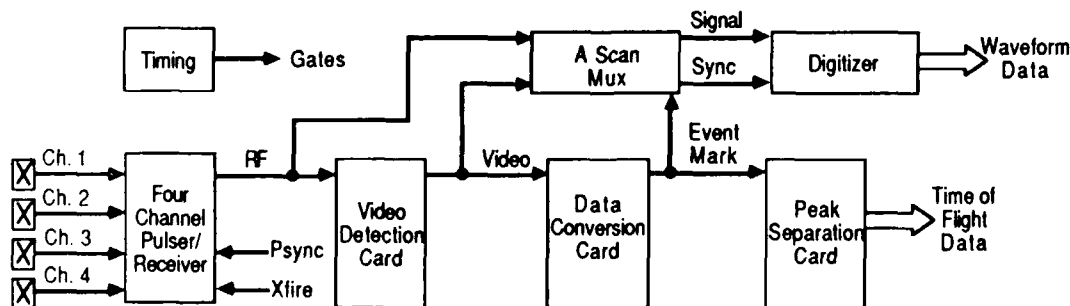 Timing
Gates
A Scan
Mux
Signal
Sync
Digitizer
Waveform
Data
Ch. 1
Ch. 2
Ch. 3
Ch. 4
Four
Channel
Pulser/
Receiver
RF
Psync
Xfire
Video
Detection
Card
Video
Data
Conversion
Card
Event
Mark
Peak
Separation
Card
Time of
Flight
Data